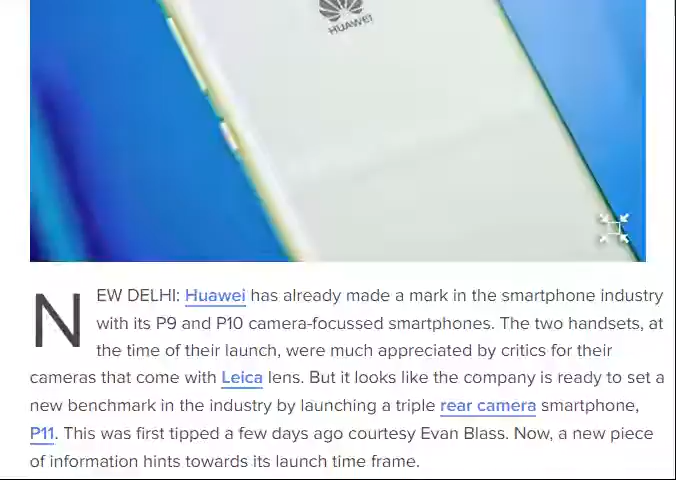 HUAWEI
NEW DELHI: Huawei has already made a mark in the smartphone industry
with its P9 and P10 camera-focussed smartphones. The two handsets, at
the time of their launch, were much appreciated by critics for their
cameras that come with Leica lens. But it looks like the company is ready to set a
new benchmark in the industry by launching a triple rear camera smartphone,
P11. This was first tipped a few days ago courtesy Evan Blass. Now, a new piece
of information hints towards its launch time frame.